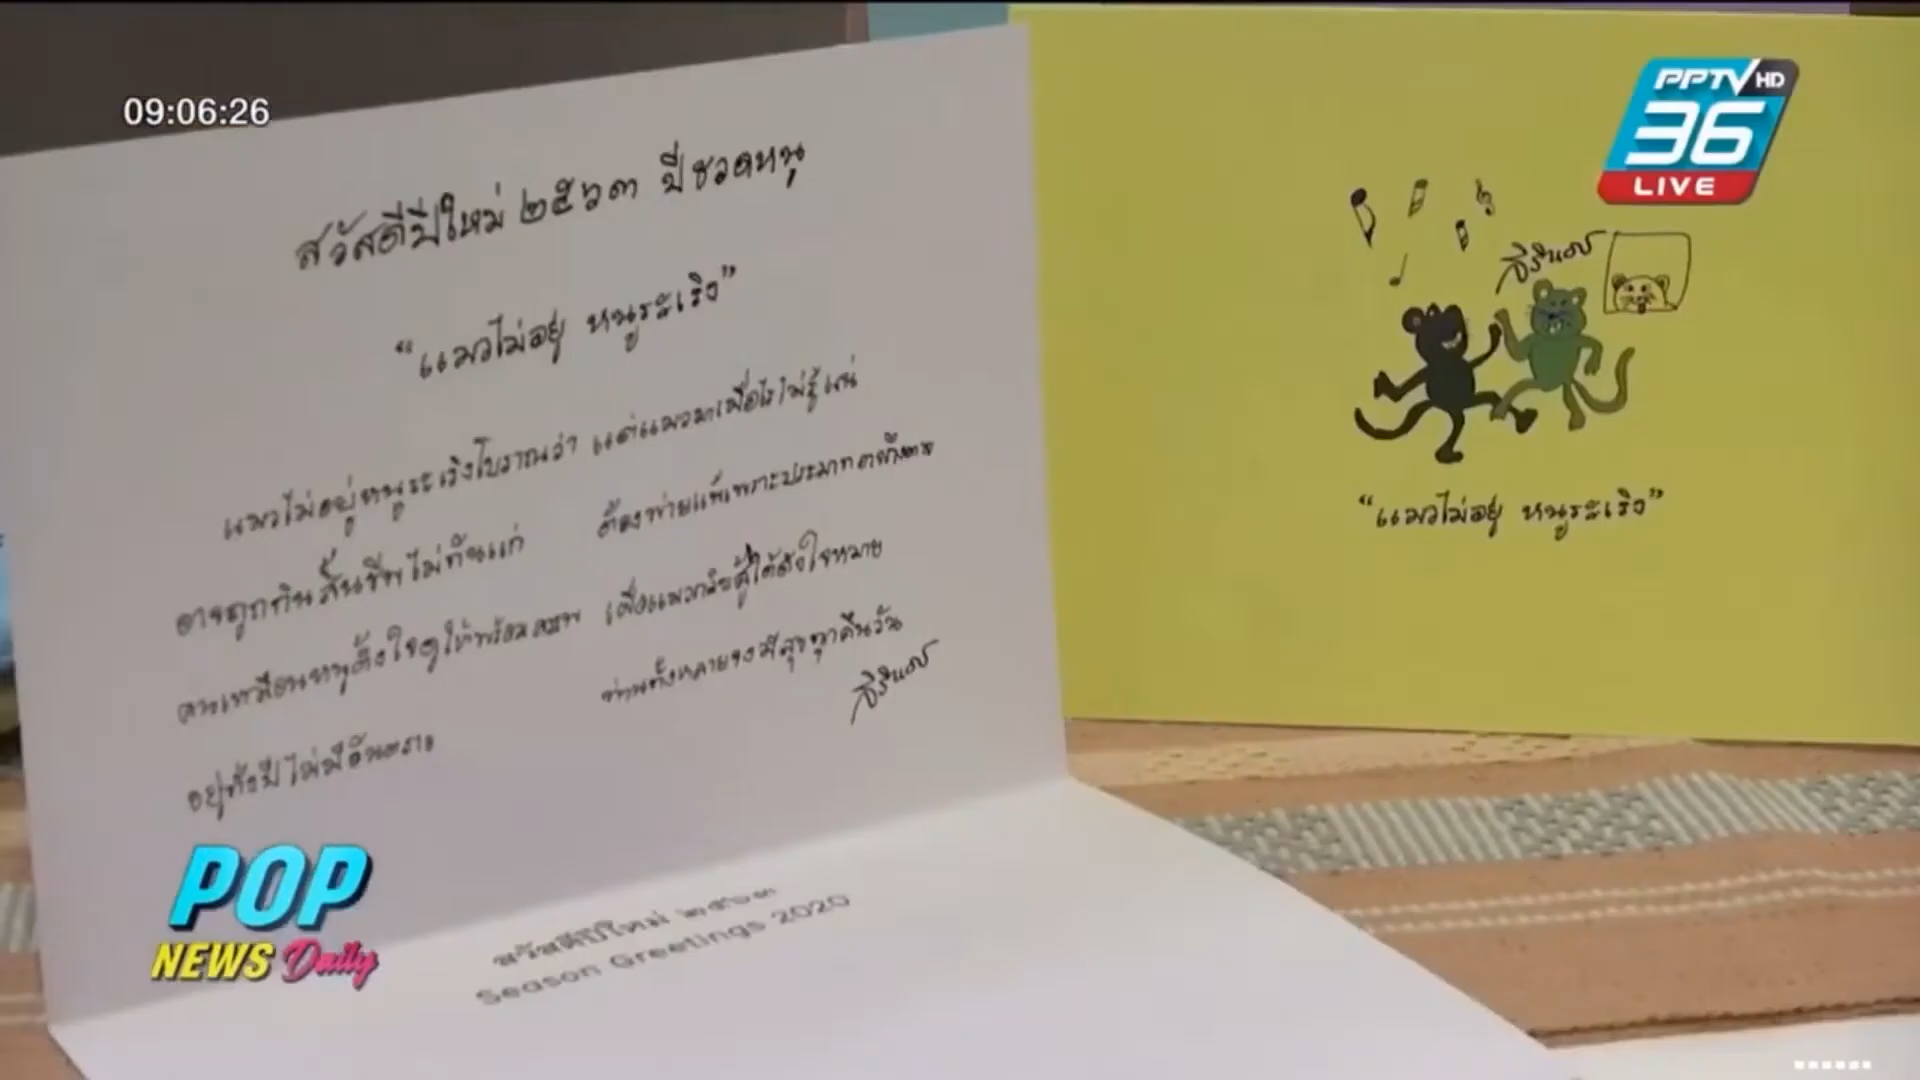 09:06:26
PPTV HD
36
LIVE
สวัสดีปีใหม่ ๒๕๖๓ ปีชวดหนู
“แมวไม่อยู่ หนูระเริง”
แมวไม่อยู่หนูระเริงโบราณว่า แต่แมวมาเมื่อไรไม่รู้แน่
อาจถูกกินสิ้นชีพไม่ทันแก่ ต้องพ่ายแพ้เพราะประมาท
คนเหมือนหนูตั้งใจดูให้พร้อมสรรพ เมื่อแมวกลับสู้ได้ดังใจหมาย
อยู่ทั้งปีไม่มีอันตราย ท่านทั้งหลายจงมีสุขทุกคืนวัน
สิรินธร
สวัสดีปีใหม่ ๒๕๖๓
Season Greetings 2020
สิรินธร
“แมวไม่อยู่ หนูระเริง”
POP
NEWS Daily